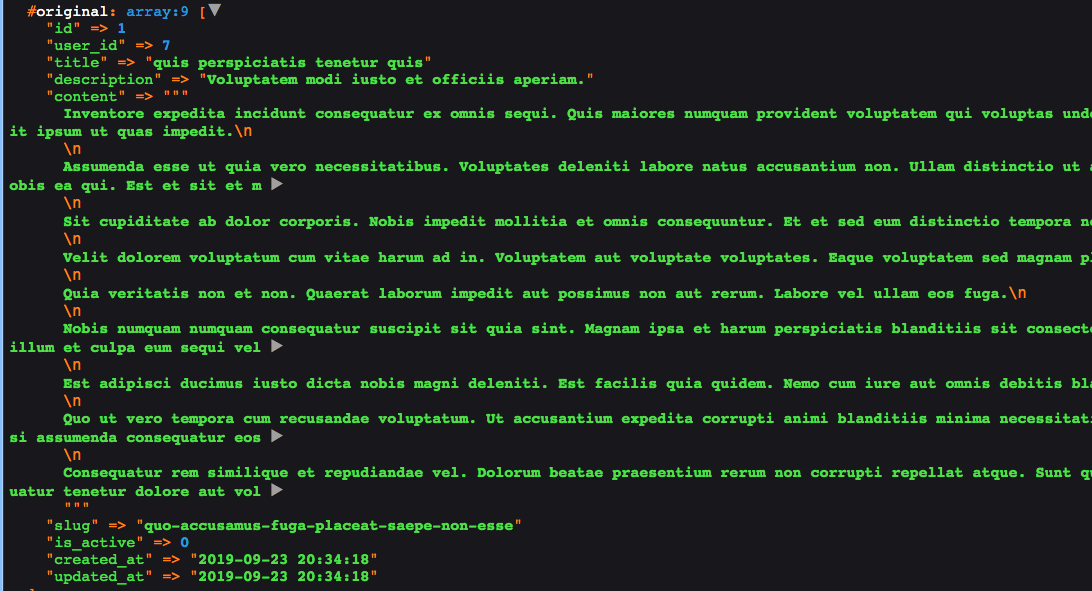 #original: array:9 [▼
"id" => 1
"user_id" => 7
"title" => "quis perspiciatis tenetur quis"
"description" => "Voluptatem modi iusto et officiis aperiam."
"content" => """
Inventore expedita incidunt consequatur ex omnis sequi. Quis maiores numquam provident voluptatem qui voluptas und
it ipsum ut quas impedit.\n
\n
Assumenda esse ut quia vero necessitatibus. Voluptates deleniti labore natus accusantium non. Ullam distinctio ut
obis ea qui. Est et sit et m ▶
\n
Sit cupiditate ab dolor corporis. Nobis impedit mollitia et omnis consequuntur. Et et sed eum distinctio tempora
\n
Velit dolorem voluptatum cum vitae harum ad in. Voluptatem aut voluptate voluptates. Eaque voluptatem sed magnam
\n
Quia veritatis non et non. Quaerat laborum impedit aut possimus non aut rerum. Labore vel ullam eos fuga.\n
\n
Nobis numquam numquam consequatur suscipit sit quia sint. Magnam ipsa et harum perspiciatis blanditiis sit consect
illum et culpa eum sequi vel ▶
\n
Est adipisci ducimus iusto dicta nobis magni deleniti. Est facilis quia quidem. Nemo cum iure aut omnis debitis bl
\n
Quo ut vero tempora cum recusandae voluptatum. Ut accusantium expedita corrupti animi blanditiis minima necessitat
si assumenda consequatur eos ▶
\n
Consequatur rem similique et repudiandae vel. Dolorum beatae praesentium rerum non corrupti repellat atque. Sunt q
uatur tenetur dolore aut vol ▶
"""
"slug" => "quo-accusamus-fuga-placeat-saepe-non-esse"
"is_active" => 0
"created_at" => "2019-09-23 20:34:18"
"updated_at" => "2019-09-23 20:34:18"